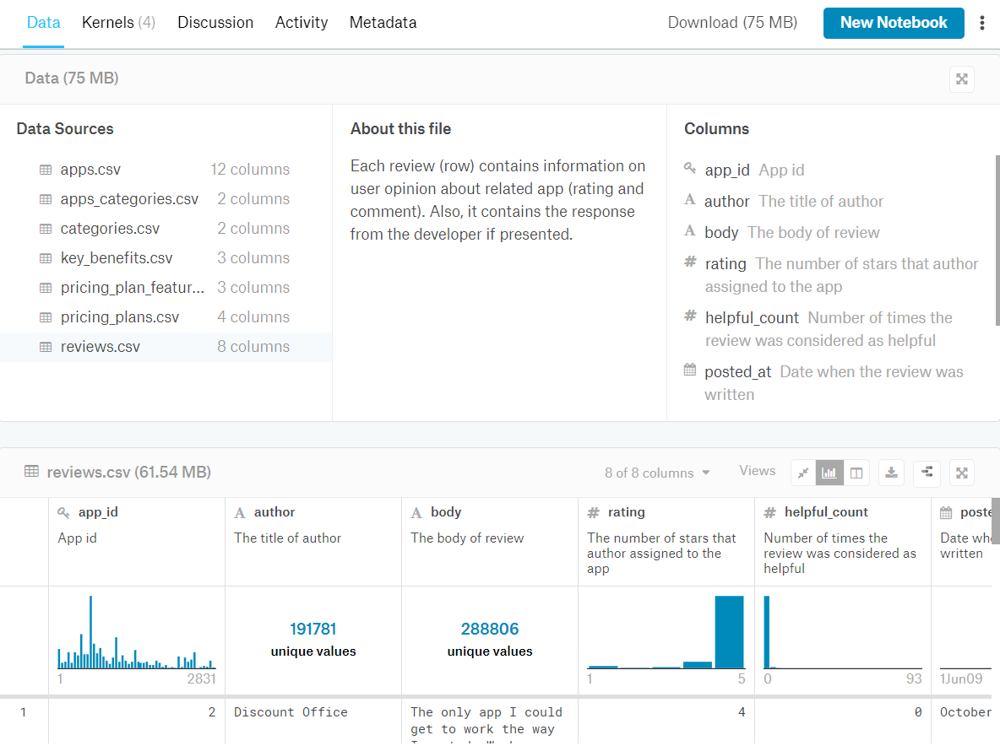 Data Kernels (4) Discussion Activity Metadata Download (75 MB) New Notebook
Data (75 MB)
Data Sources
apps.csv 12 columns
apps_categories.csv 2 columns
categories.csv 2 columns
key_benefits.csv 3 columns
pricing_plan_featur... 3 columns
pricing_plans.csv 4 columns
reviews.csv 8 columns
About this file
Each review (row) contains information on
user opinion about related app (rating and
comment). Also, it contains the response
from the developer if presented.
Columns
app_id App id
A author The title of author
A body The body of review
# rating The number of stars that author
assigned to the app
# helpful_count Number of times the
review was considered as helpful
posted_at Date when the review was
written
reviews.csv (61.54 MB) 8 of 8 columns Views
app_id
App id
1 2831
A author
The title of author
191781
unique values
A body
The body of review
288806
unique values
# rating
The number of stars that
author assigned to the
app
1 5
# helpful_count
Number of times the
review was considered as
helpful
0 93
poste
Date whe
written
1Jun09
1 2 Discount Office The only app I could 4 0 October
get to work the way